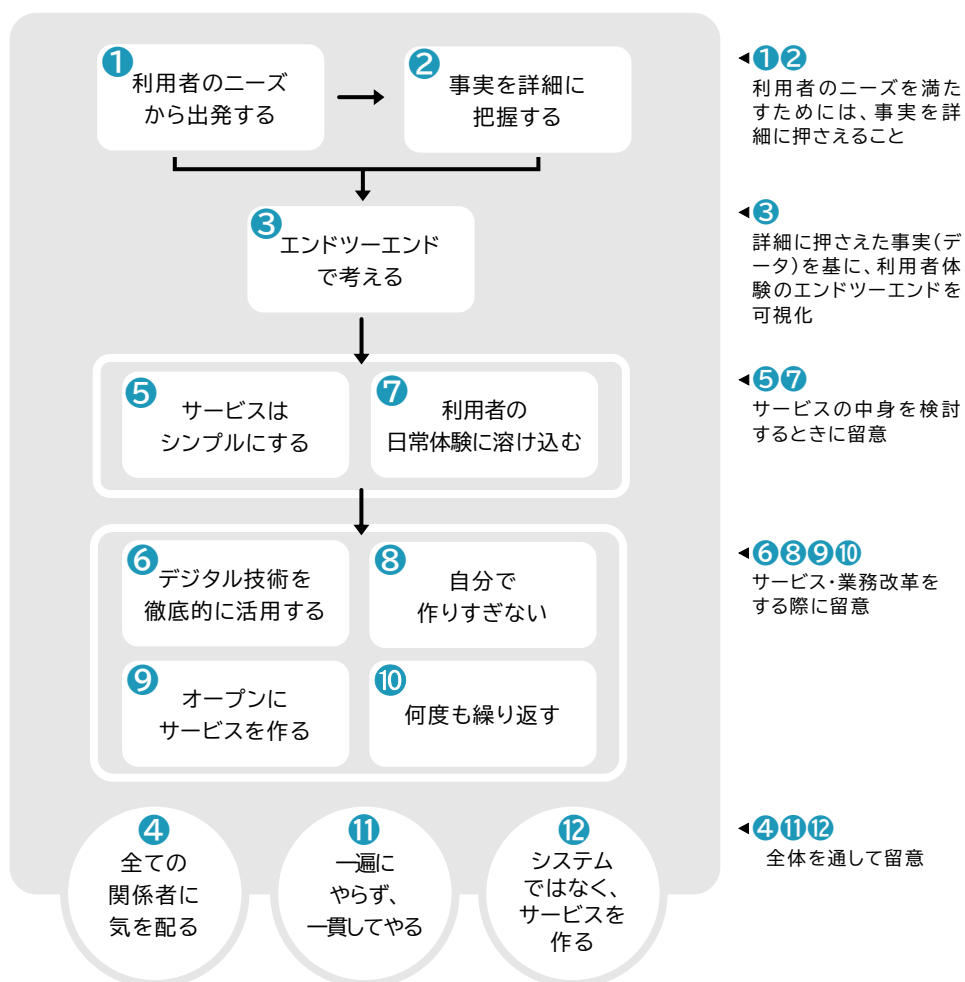 ❶
利用者のニーズ
から出発する
❷
事実を詳細に
把握する
◀❶❷
利用者のニーズを満た
すためには、事実を詳
細に押さえること
❸
エンドツーエンド
で考える
◀❸
詳細に押さえた事実(デ
ータ)を基に、利用者体
験のエンドツーエンドを
可視化
❺
サービスは
シンプルにする
❼
利用者の
日常体験に溶け込む
◀❺❼
サービスの中身を検討
するときに留意
❻
デジタル技術を
徹底的に活用する
❽
自分で
作りすぎない
❾
オープンに
サービスを作る
❿
何度も繰り返す
◀❻❽❾❿
サービス・業務改革を
する際に留意
❹
全ての
関係者に
気を配る
⓫
一遍に
やらず、
一貫してやる
⓬
システム
ではなく、
サービスを
作る
◀❹⓫⓬
全体を通して留意